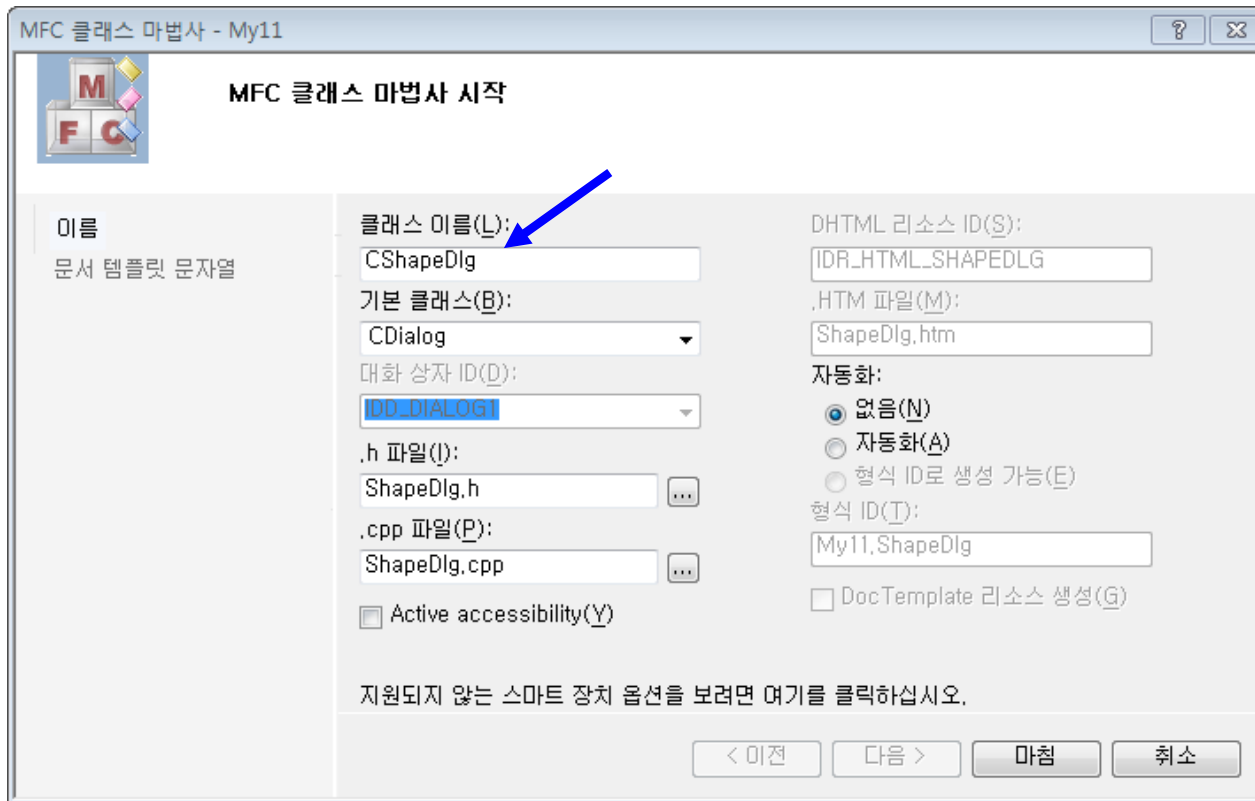 MFC 클래스 마법사 - My11
M
F C
MFC 클래스 마법사 시작
이름
문서 템플릿 문자열
클래스 이름(L):
CShapeDlg
기본 클래스(B):
CDialog
대화 상자 ID(D):
IDD_DIALOG1
.h 파일(I):
ShapeDlg.h
...
.cpp 파일(P):
ShapeDlg.cpp
...
Active accessibility(Y)
DHTML 리소스 ID(S):
IDR_HTML_SHAPEDLG
.HTM 파일(M):
ShapeDlg.htm
자동화:
없음(N)
자동화(A)
형식 ID로 생성 가능(E)
형식 ID(T):
My11.ShapeDlg
DocTemplate 리소스 생성(G)
지원되지 않는 스마트 장치 옵션을 보려면 여기를 클릭하십시오.
< 이전
다음 >
마침
취소